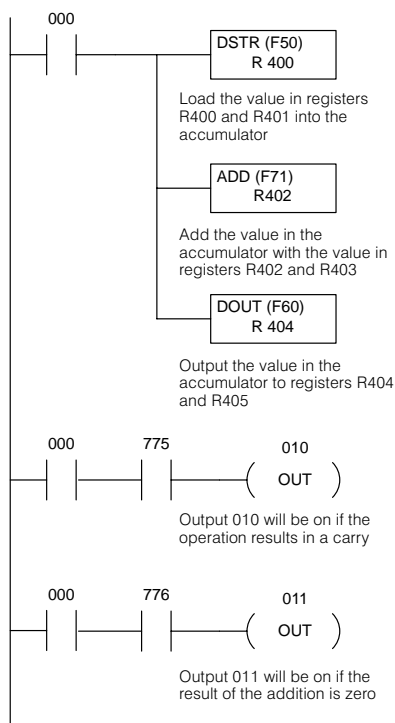 000
DSTR (F50)
R 400
Load the value in registers
R400 and R401 into the
accumulator
ADD (F71)
R402
Add the value in the
accumulator with the value in
registers R402 and R403
DOUT (F60)
R 404
Output the value in the
accumulator to registers R404
and R405
000 775 010
OUT
Output 010 will be on if the
operation results in a carry
000 776 011
OUT
Output 011 will be on if the
result of the addition is zero